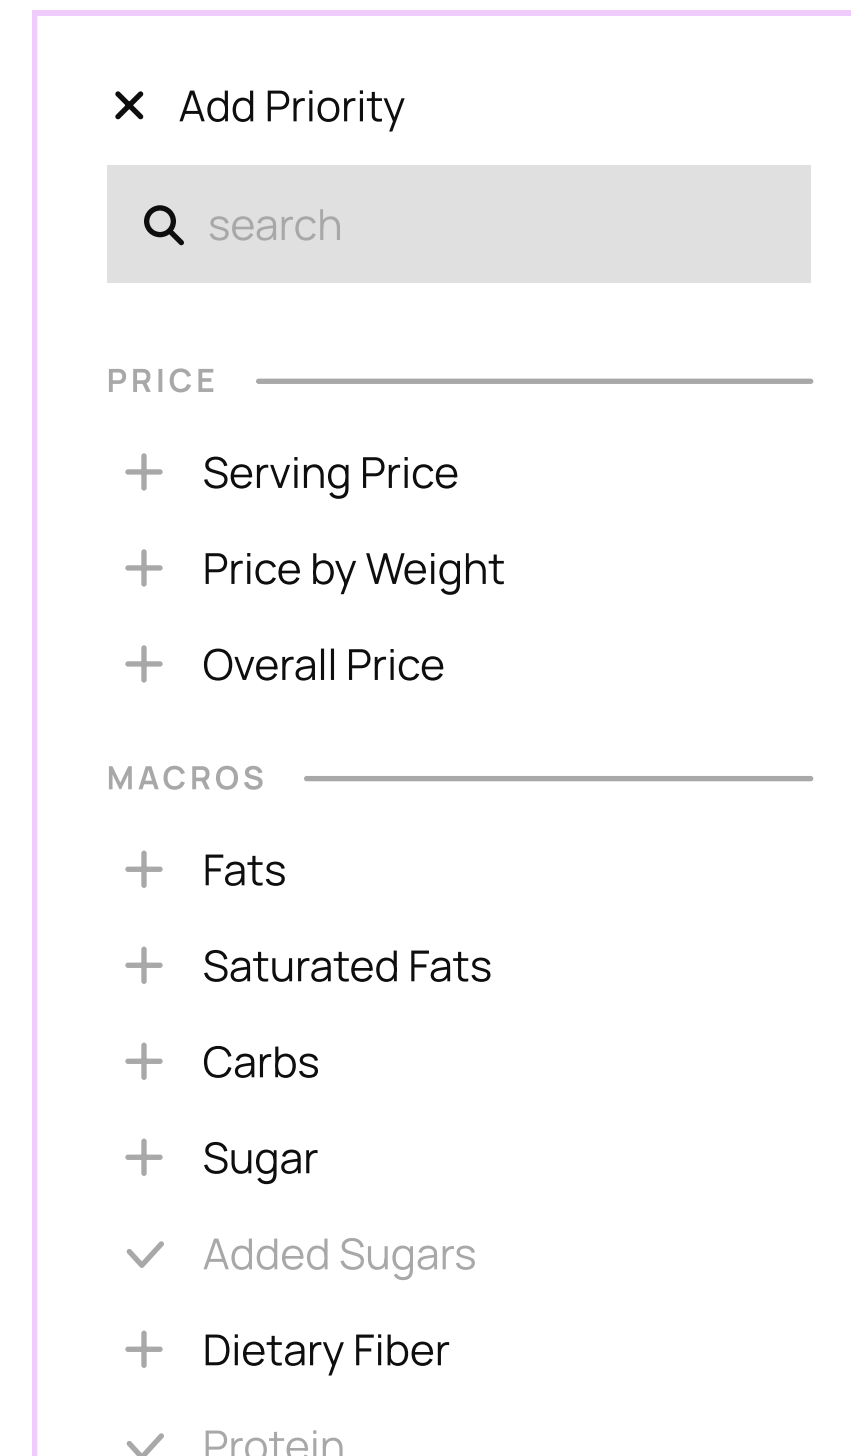 Add Priority
search
PRICE
Serving Price
Price by Weight
Overall Price
MACROS
Fats
Saturated Fats
Carbs
Sugar
Added Sugars
Dietary Fiber
Protein